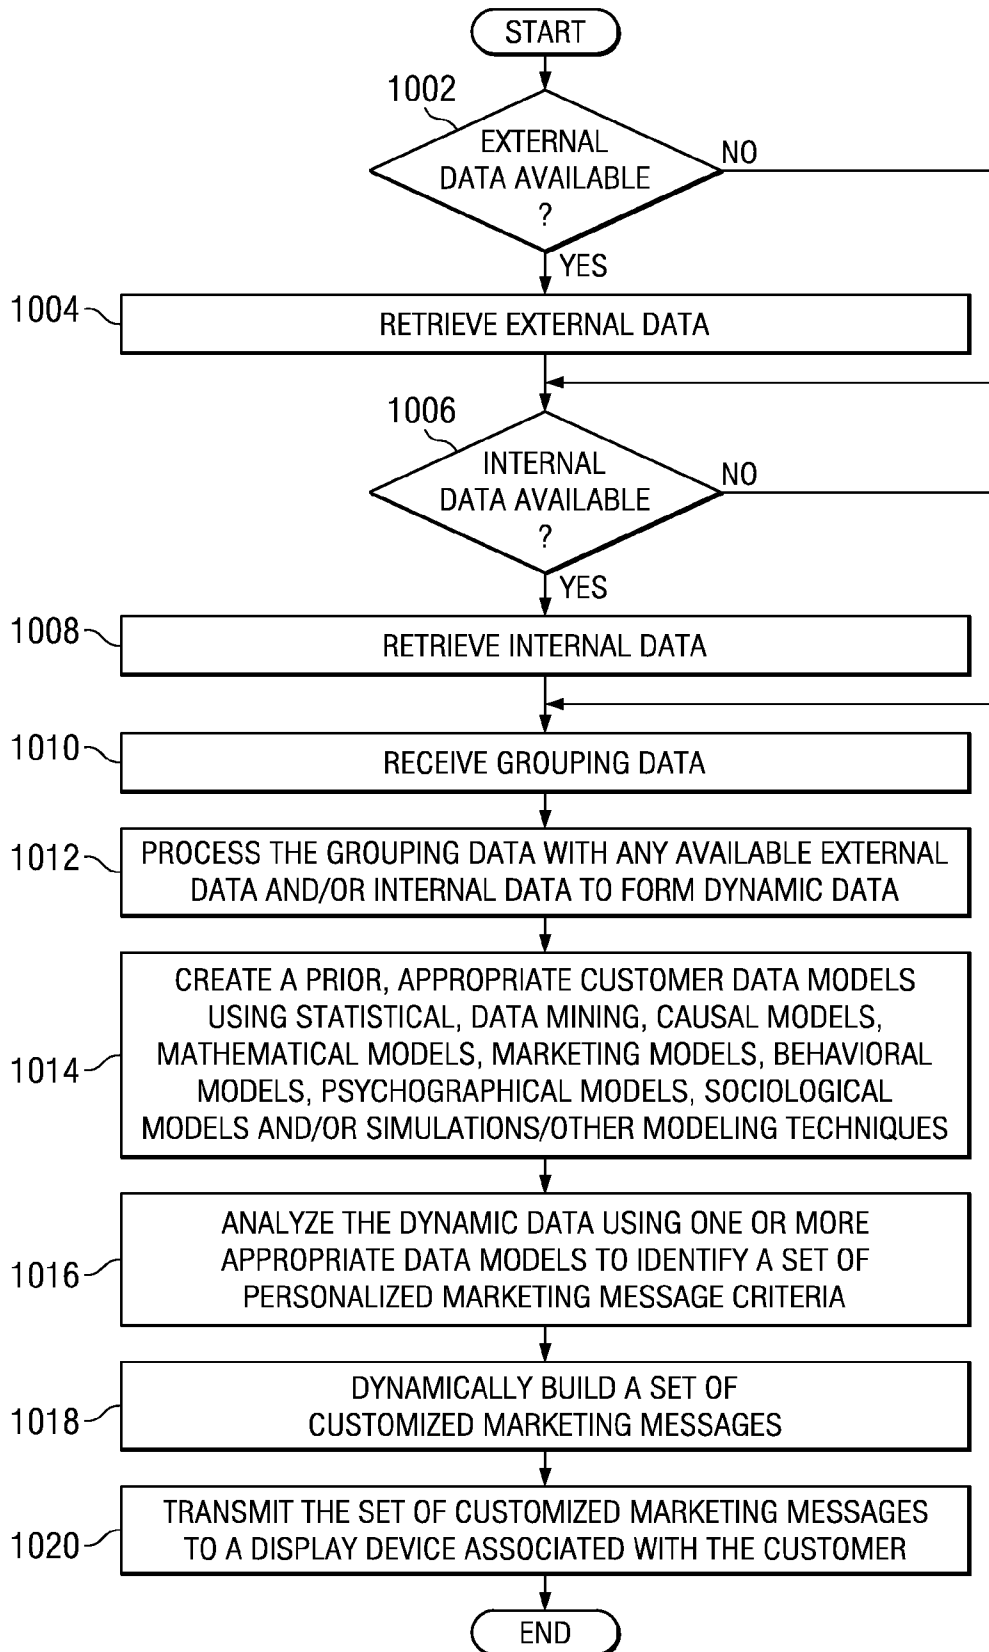 START
1002
EXTERNAL
DATA AVAILABLE
?
NO
YES
1004
RETRIEVE EXTERNAL DATA
1006
INTERNAL
DATA AVAILABLE
?
NO
YES
1008
RETRIEVE INTERNAL DATA
1010
RECEIVE GROUPING DATA
1012
PROCESS THE GROUPING DATA WITH ANY AVAILABLE EXTERNAL
DATA AND/OR INTERNAL DATA TO FORM DYNAMIC DATA
1014
CREATE A PRIOR, APPROPRIATE CUSTOMER DATA MODELS
USING STATISTICAL, DATA MINING, CAUSAL MODELS,
MATHEMATICAL MODELS, MARKETING MODELS, BEHAVIORAL
MODELS, PSYCHOGRAPHICAL MODELS, SOCIOLOGICAL
MODELS AND/OR SIMULATIONS/OTHER MODELING TECHNIQUES
1016
ANALYZE THE DYNAMIC DATA USING ONE OR MORE
APPROPRIATE DATA MODELS TO IDENTIFY A SET OF
PERSONALIZED MARKETING MESSAGE CRITERIA
1018
DYNAMICALLY BUILD A SET OF
CUSTOMIZED MARKETING MESSAGES
1020
TRANSMIT THE SET OF CUSTOMIZED MARKETING MESSAGES
TO A DISPLAY DEVICE ASSOCIATED WITH THE CUSTOMER
END